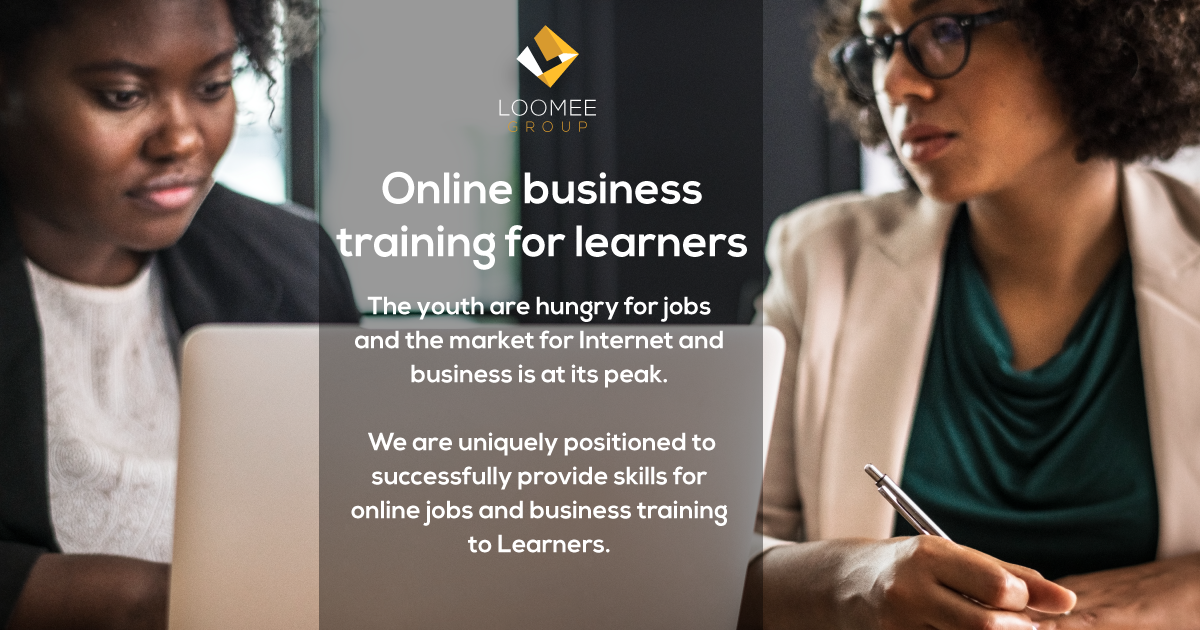 LOOMEE
GROUP
Online business
training for learners
The youth are hungry for jobs
and the market for Internet and
business is at its peak.
We are uniquely positioned to
successfully provide skills for
online jobs and business training
to Learners.